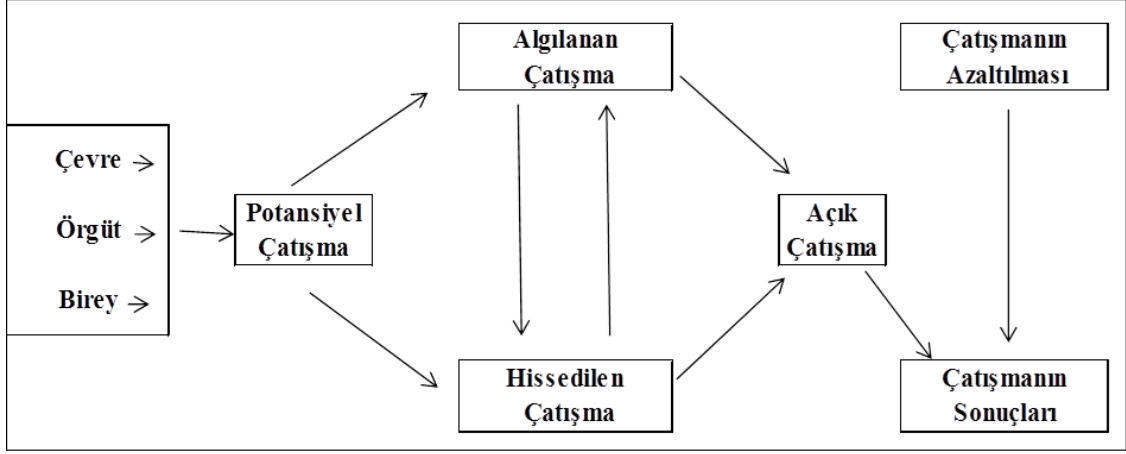 Çevre
Örgüt
Birey
Potansiyel
Çatışma
Algılanan
Çatışma
Hissedilen
Çatışma
Açık
Çatışma
Çatışmanın
Azaltılması
Çatışmanın
Sonuçları